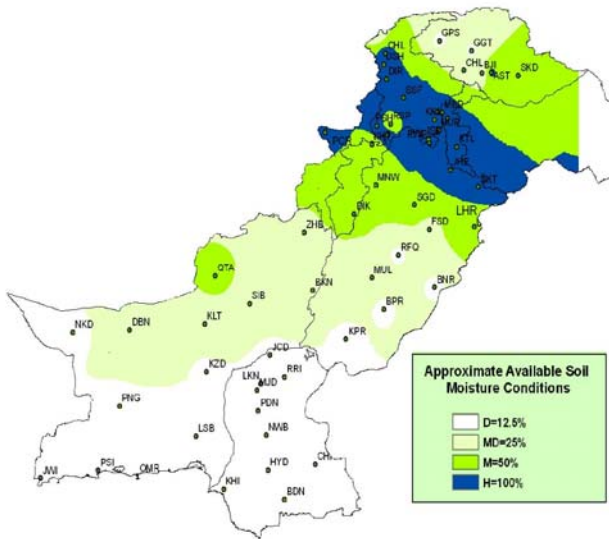 GPS
GGT
CHL
CHL
BJI
AST
SKD
DIR
MNW
SGD
DIK
LHR
FSD
ZHB
RFQ
QTA
MUL
BNR
BKN
SIB
BPR
NKD
DBN
KLT
KPR
JCD
KZD
RRI
LKN
MJD
PNG
PDN
LSB
NWB
JWI
PSI
OMR
HYD
KHI
BDN
KTL
SKT
Approximate Available Soil
Moisture Conditions
D=12.5%
MD=25%
M=50%
H=100%